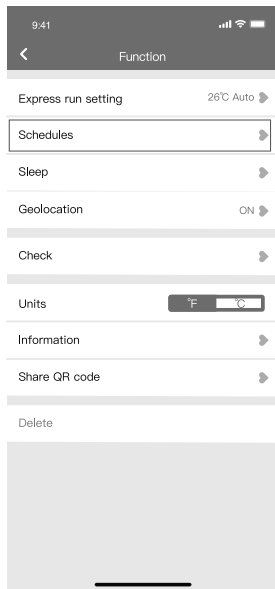 9:41
Function
Express run setting 26℃ Auto
Schedules
Sleep
Geolocation ON
Check
Units ℉ ℃
Information
Share QR code
Delete